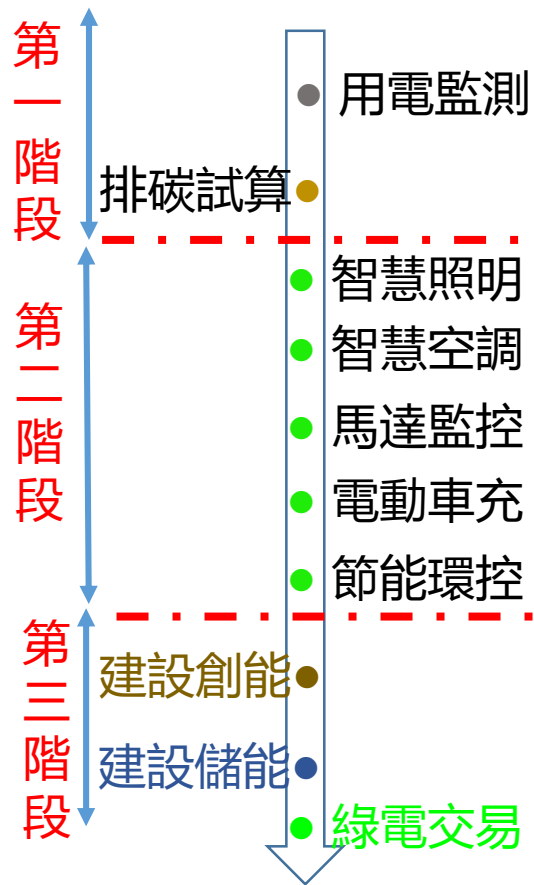 第一階段
用電監測
排碳試算
第二階段
智慧照明
智慧空調
馬達監控
電動車充
節能環控
第三階段
建設創能
建設儲能
綠電交易